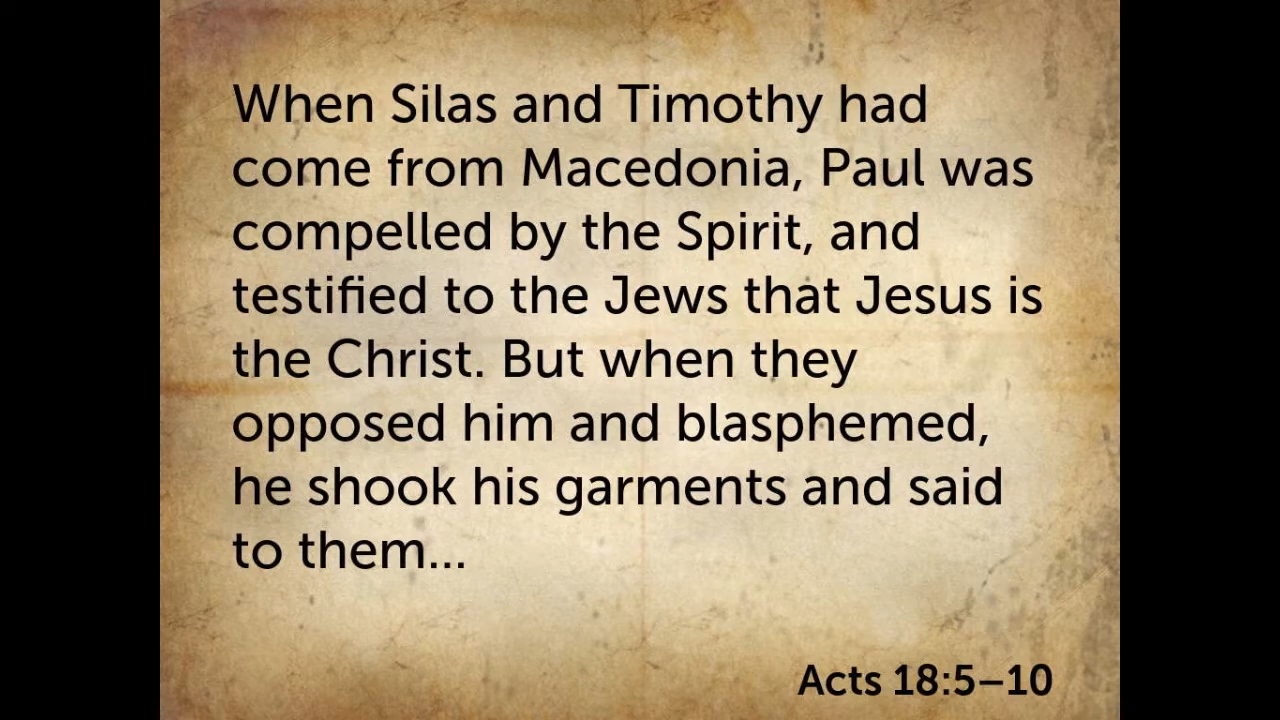 When Silas and Timothy had
come from Macedonia, Paul was
compelled by the Spirit, and
testified to the Jews that Jesus is
the Christ. But when they
opposed him and blasphemed,
he shook his garments and said
to them...
Acts 18:5–10